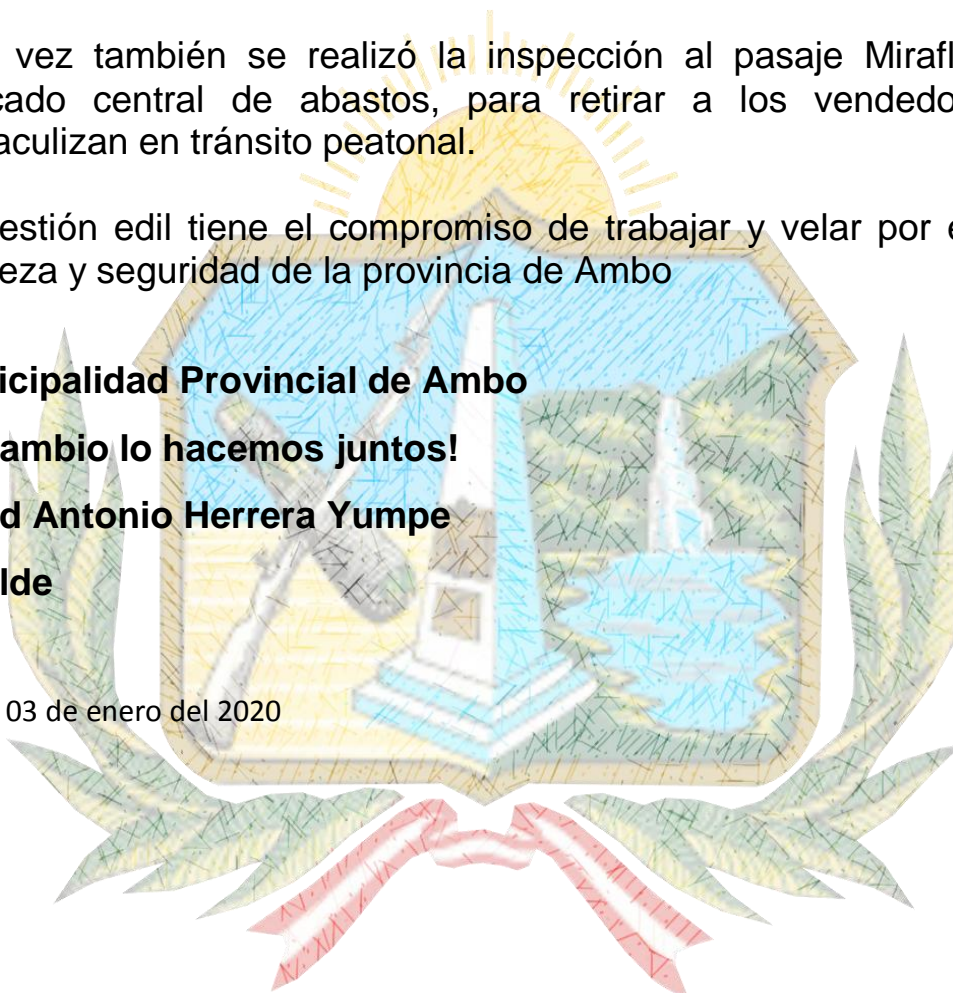 vez también se realizó la inspección al pasaje Mirafl
cado central de abastos, para retirar a los vendedo
aculizan en tránsito peatonal.
estión edil tiene el compromiso de trabajar y velar por e
eza y seguridad de la provincia de Ambo
icipalidad Provincial de Ambo
ambio lo hacemos juntos!
d Antonio Herrera Yumpe
lde
03 de enero del 2020